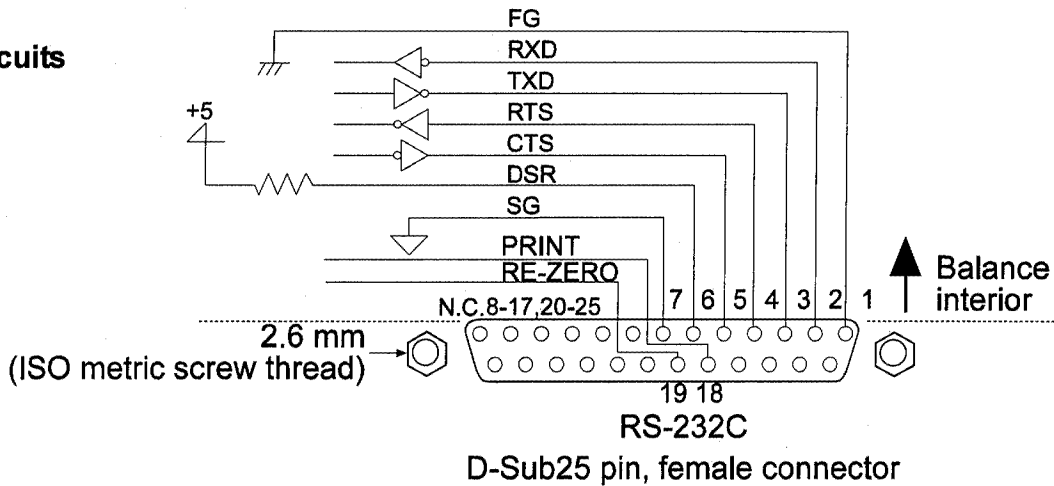 FG
cuits
RXD
TXD
+5
RTS
CTS
DSR
SG
PRINT
RE-ZERO
N.C.8-17,20-25
7 6 5 4 3 2 1
Balance
interior
2.6 mm
(ISO metric screw thread)
19 18
RS-232C
D-Sub25 pin, female connector